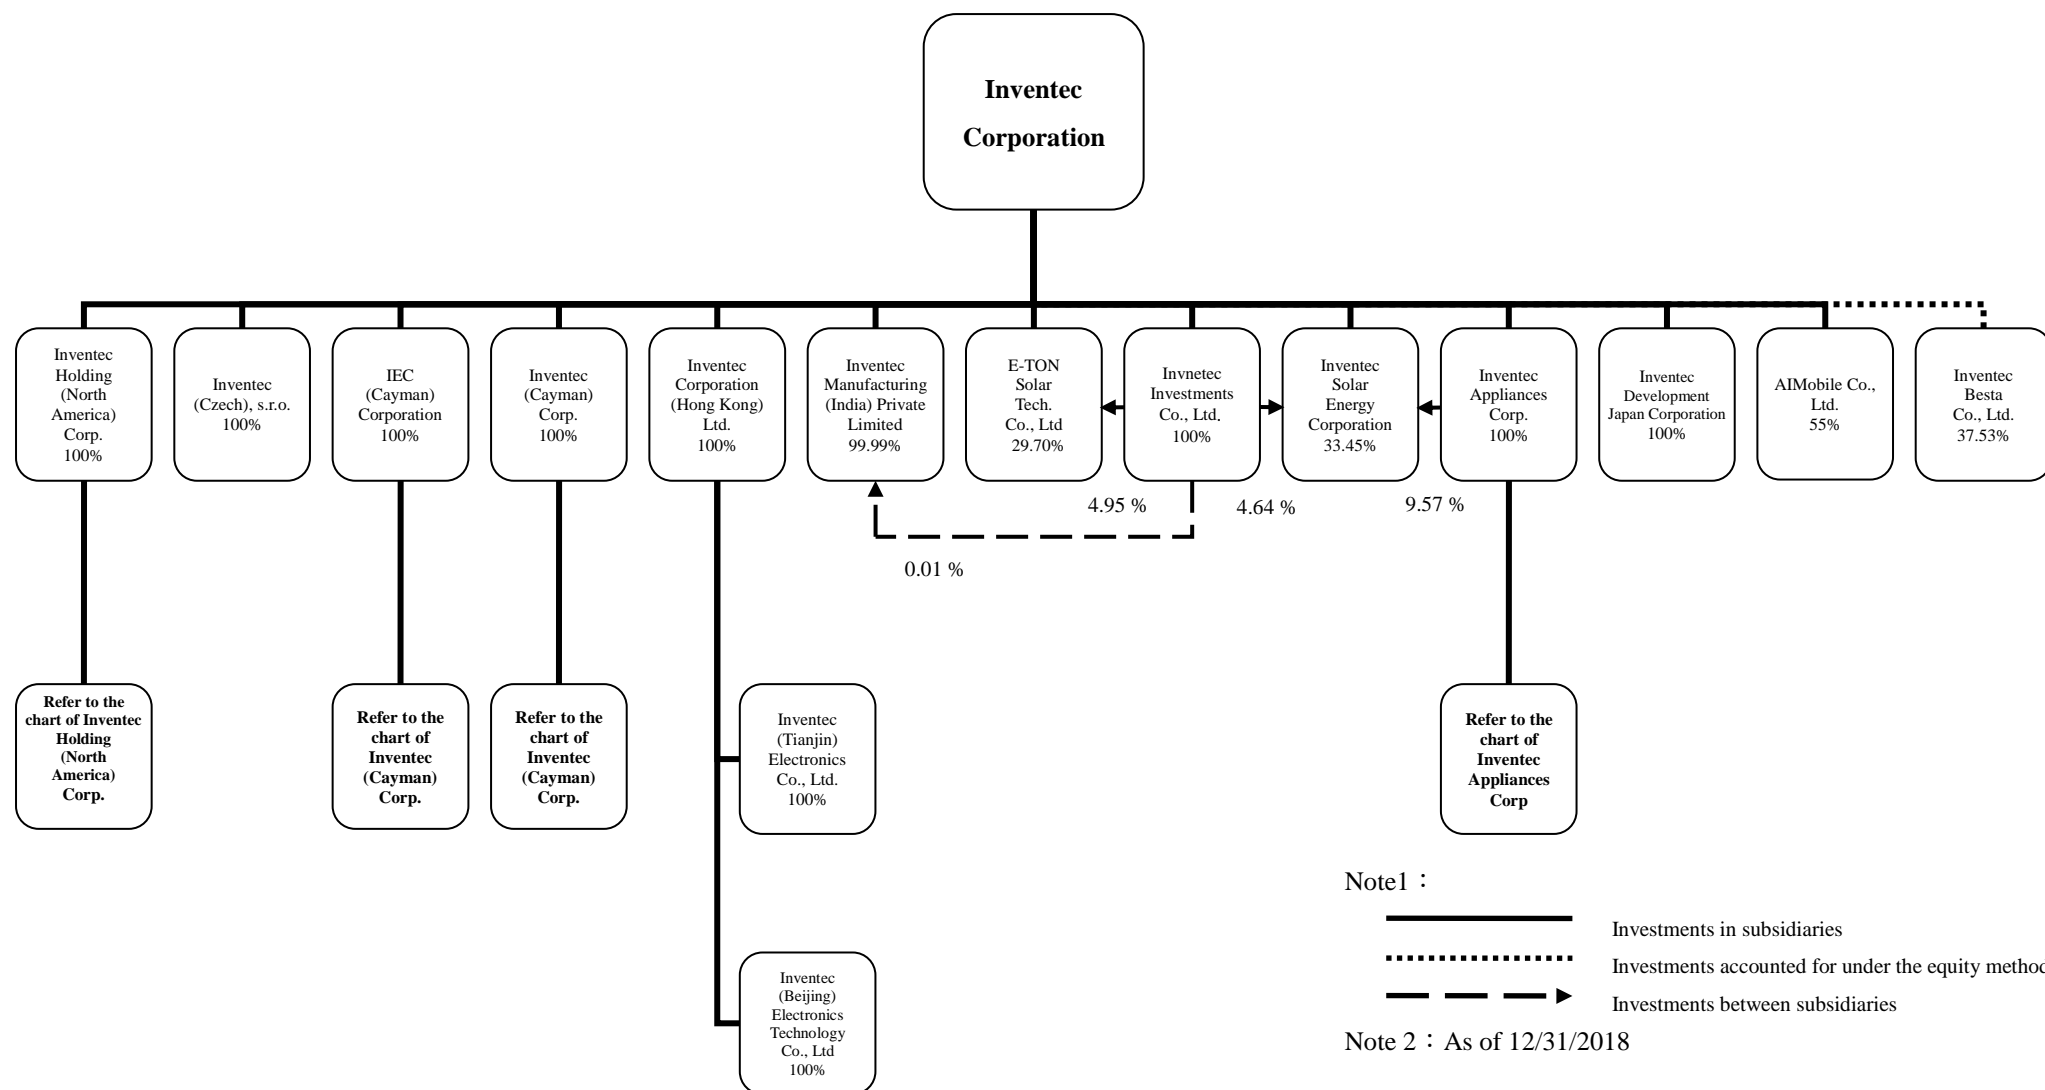 Inventec
Corporation
Inventec
Holding
(North
America)
Corp.
100%
Inventec
(Czech), s.r.o.
100%
IEC
(Cayman)
Corporation
100%
Inventec
(Cayman)
Corp.
100%
Inventec
Corporation
(Hong Kong)
Ltd.
100%
Inventec
Manufacturing
(India) Private
Limited
99.99%
E-TON
Solar
Tech.
Co., Ltd
29.70%
Invnetec
Investments
Co., Ltd.
100%
Inventec
Solar
Energy
Corporation
33.45%
Inventec
Appliances
Corp.
100%
Inventec
Development
Japan Corporation
100%
AIMobile Co.,
Ltd.
55%
Inventec
Besta
Co., Ltd.
37.53%
4.95 %
4.64 %
9.57 %
0.01 %
Refer to the
chart of Inventec
Holding
(North
America)
Corp.
Refer to the
chart of
Inventec
(Cayman)
Corp.
Refer to the
chart of
Inventec
(Cayman)
Corp.
Inventec
(Tianjin)
Electronics
Co., Ltd.
100%
Refer to the
chart of
Inventec
Appliances
Corp
Inventec
(Beijing)
Electronics
Technology
Co., Ltd
100%
Note1：
Investments in subsidiaries
Investments accounted for under the equity method
Investments between subsidiaries
Note 2：As of 12/31/2018